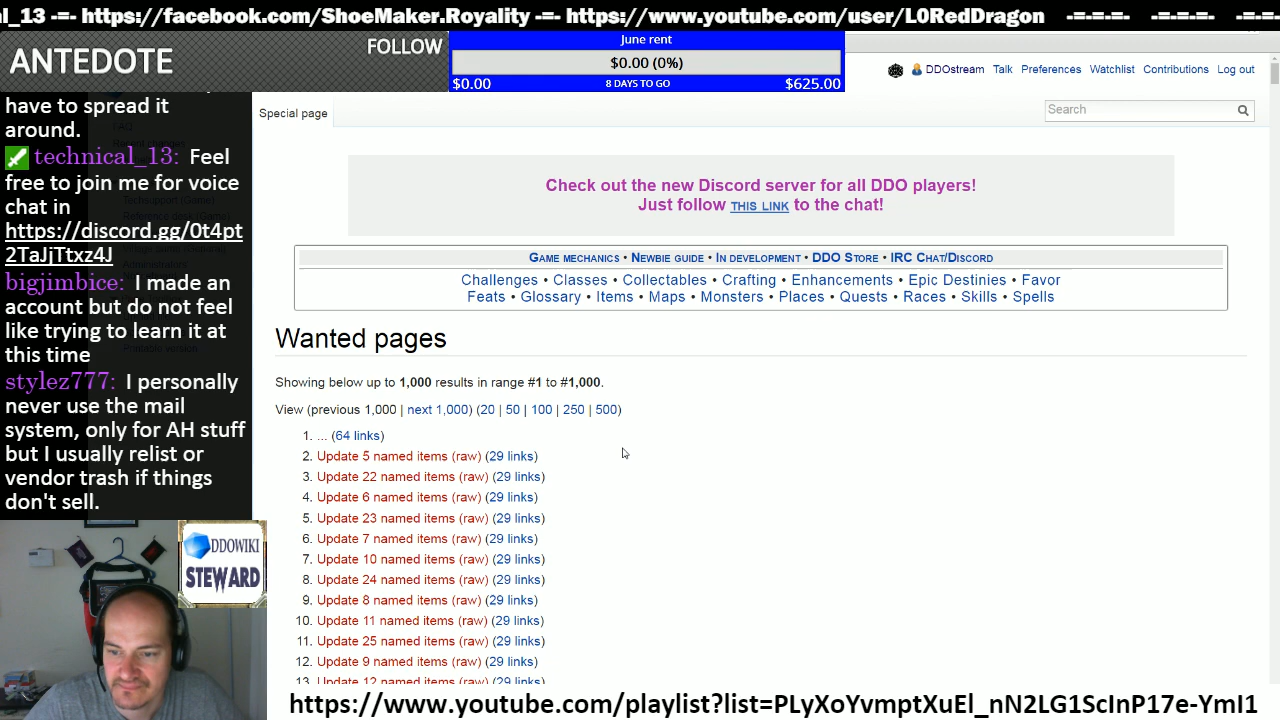 l_13 -=- https://facebook.com/ShoeMaker.Royality -=- https://www.youtube.com/user/L0RedDragon -=-=-=- -=-=-=- -=-=
ANTEDOTE
FOLLOW
June rent
$0.00 (0%)
$0.00 8 DAYS TO GO $625.00
DDOstream Talk Preferences Watchlist Contributions Log out
Special page
Search
have to spread it
around.
technical_13: Feel
free to join me for voice
chat in
https://discord.gg/0t4pt
2TaJjTtxz4J
bigjimbice: I made an
account but do not feel
like trying to learn it at
this time
stylez777: I personally
never use the mail
system, only for AH stuff
but I usually relist or
vendor trash if things
don't sell.
Check out the new Discord server for all DDO players!
Just follow THIS LINK to the chat!
GAME MECHANICS • NEWBIE GUIDE • IN DEVELOPMENT • DDO STORE • IRC CHAT/DISCORD
Challenges • Classes • Collectables • Crafting • Enhancements • Epic Destinies • Favor
Feats • Glossary • Items • Maps • Monsters • Places • Quests • Races • Skills • Spells
Wanted pages
Showing below up to 1,000 results in range #1 to #1,000.
View (previous 1,000 | next 1,000) (20 | 50 | 100 | 250 | 500)
1. ... (64 links)
2. Update 5 named items (raw) (29 links)
3. Update 22 named items (raw) (29 links)
4. Update 6 named items (raw) (29 links)
5. Update 23 named items (raw) (29 links)
6. Update 7 named items (raw) (29 links)
7. Update 10 named items (raw) (29 links)
8. Update 24 named items (raw) (29 links)
9. Update 8 named items (raw) (29 links)
10. Update 11 named items (raw) (29 links)
11. Update 25 named items (raw) (29 links)
12. Update 9 named items (raw) (29 links)
13. Update 12 named items (raw) (29 links)
DDOWIKI
STEWARD
https://www.youtube.com/playlist?list=PLyXoYvmptXuEl_nN2LG1ScInP17e-YmI1